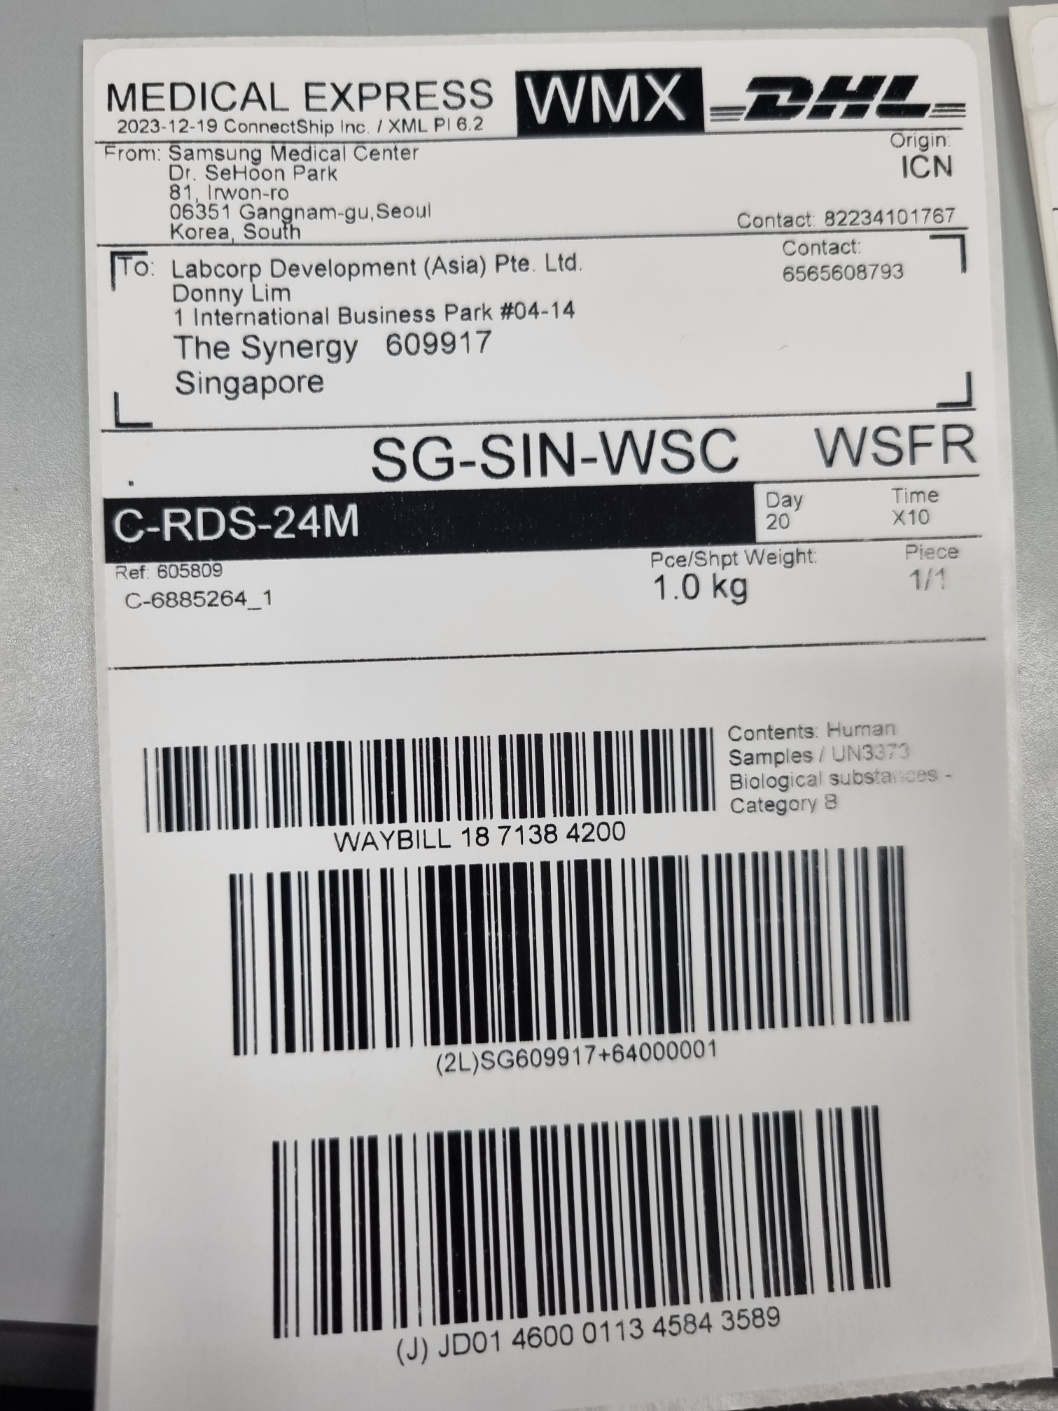 MEDICAL EXPRESS WMX DHL
2023-12-19 ConnectShip Inc. / XML PI 6.2
Origin:
ICN
From: Samsung Medical Center
Dr. SeHoon Park
81, Irwon-ro
06351 Gangnam-gu,Seoul
Korea, South
Contact: 82234101767
To: Labcorp Development (Asia) Pte. Ltd.
Donny Lim
1 International Business Park #04-14
The Synergy 609917
Singapore
Contact:
6565608793
SG-SIN-WSC WSFR
C-RDS-24M
Day
20
Time
X10
Ref: 605809
C-6885264_1
Pce/Shpt Weight:
1.0 kg
Piece
1/1
Contents: Human
Samples / UN3373
Biological substances -
Category B
WAYBILL 18 7138 4200
(2L)SG609917+64000001
(J) JD01 4600 0113 4584 3589